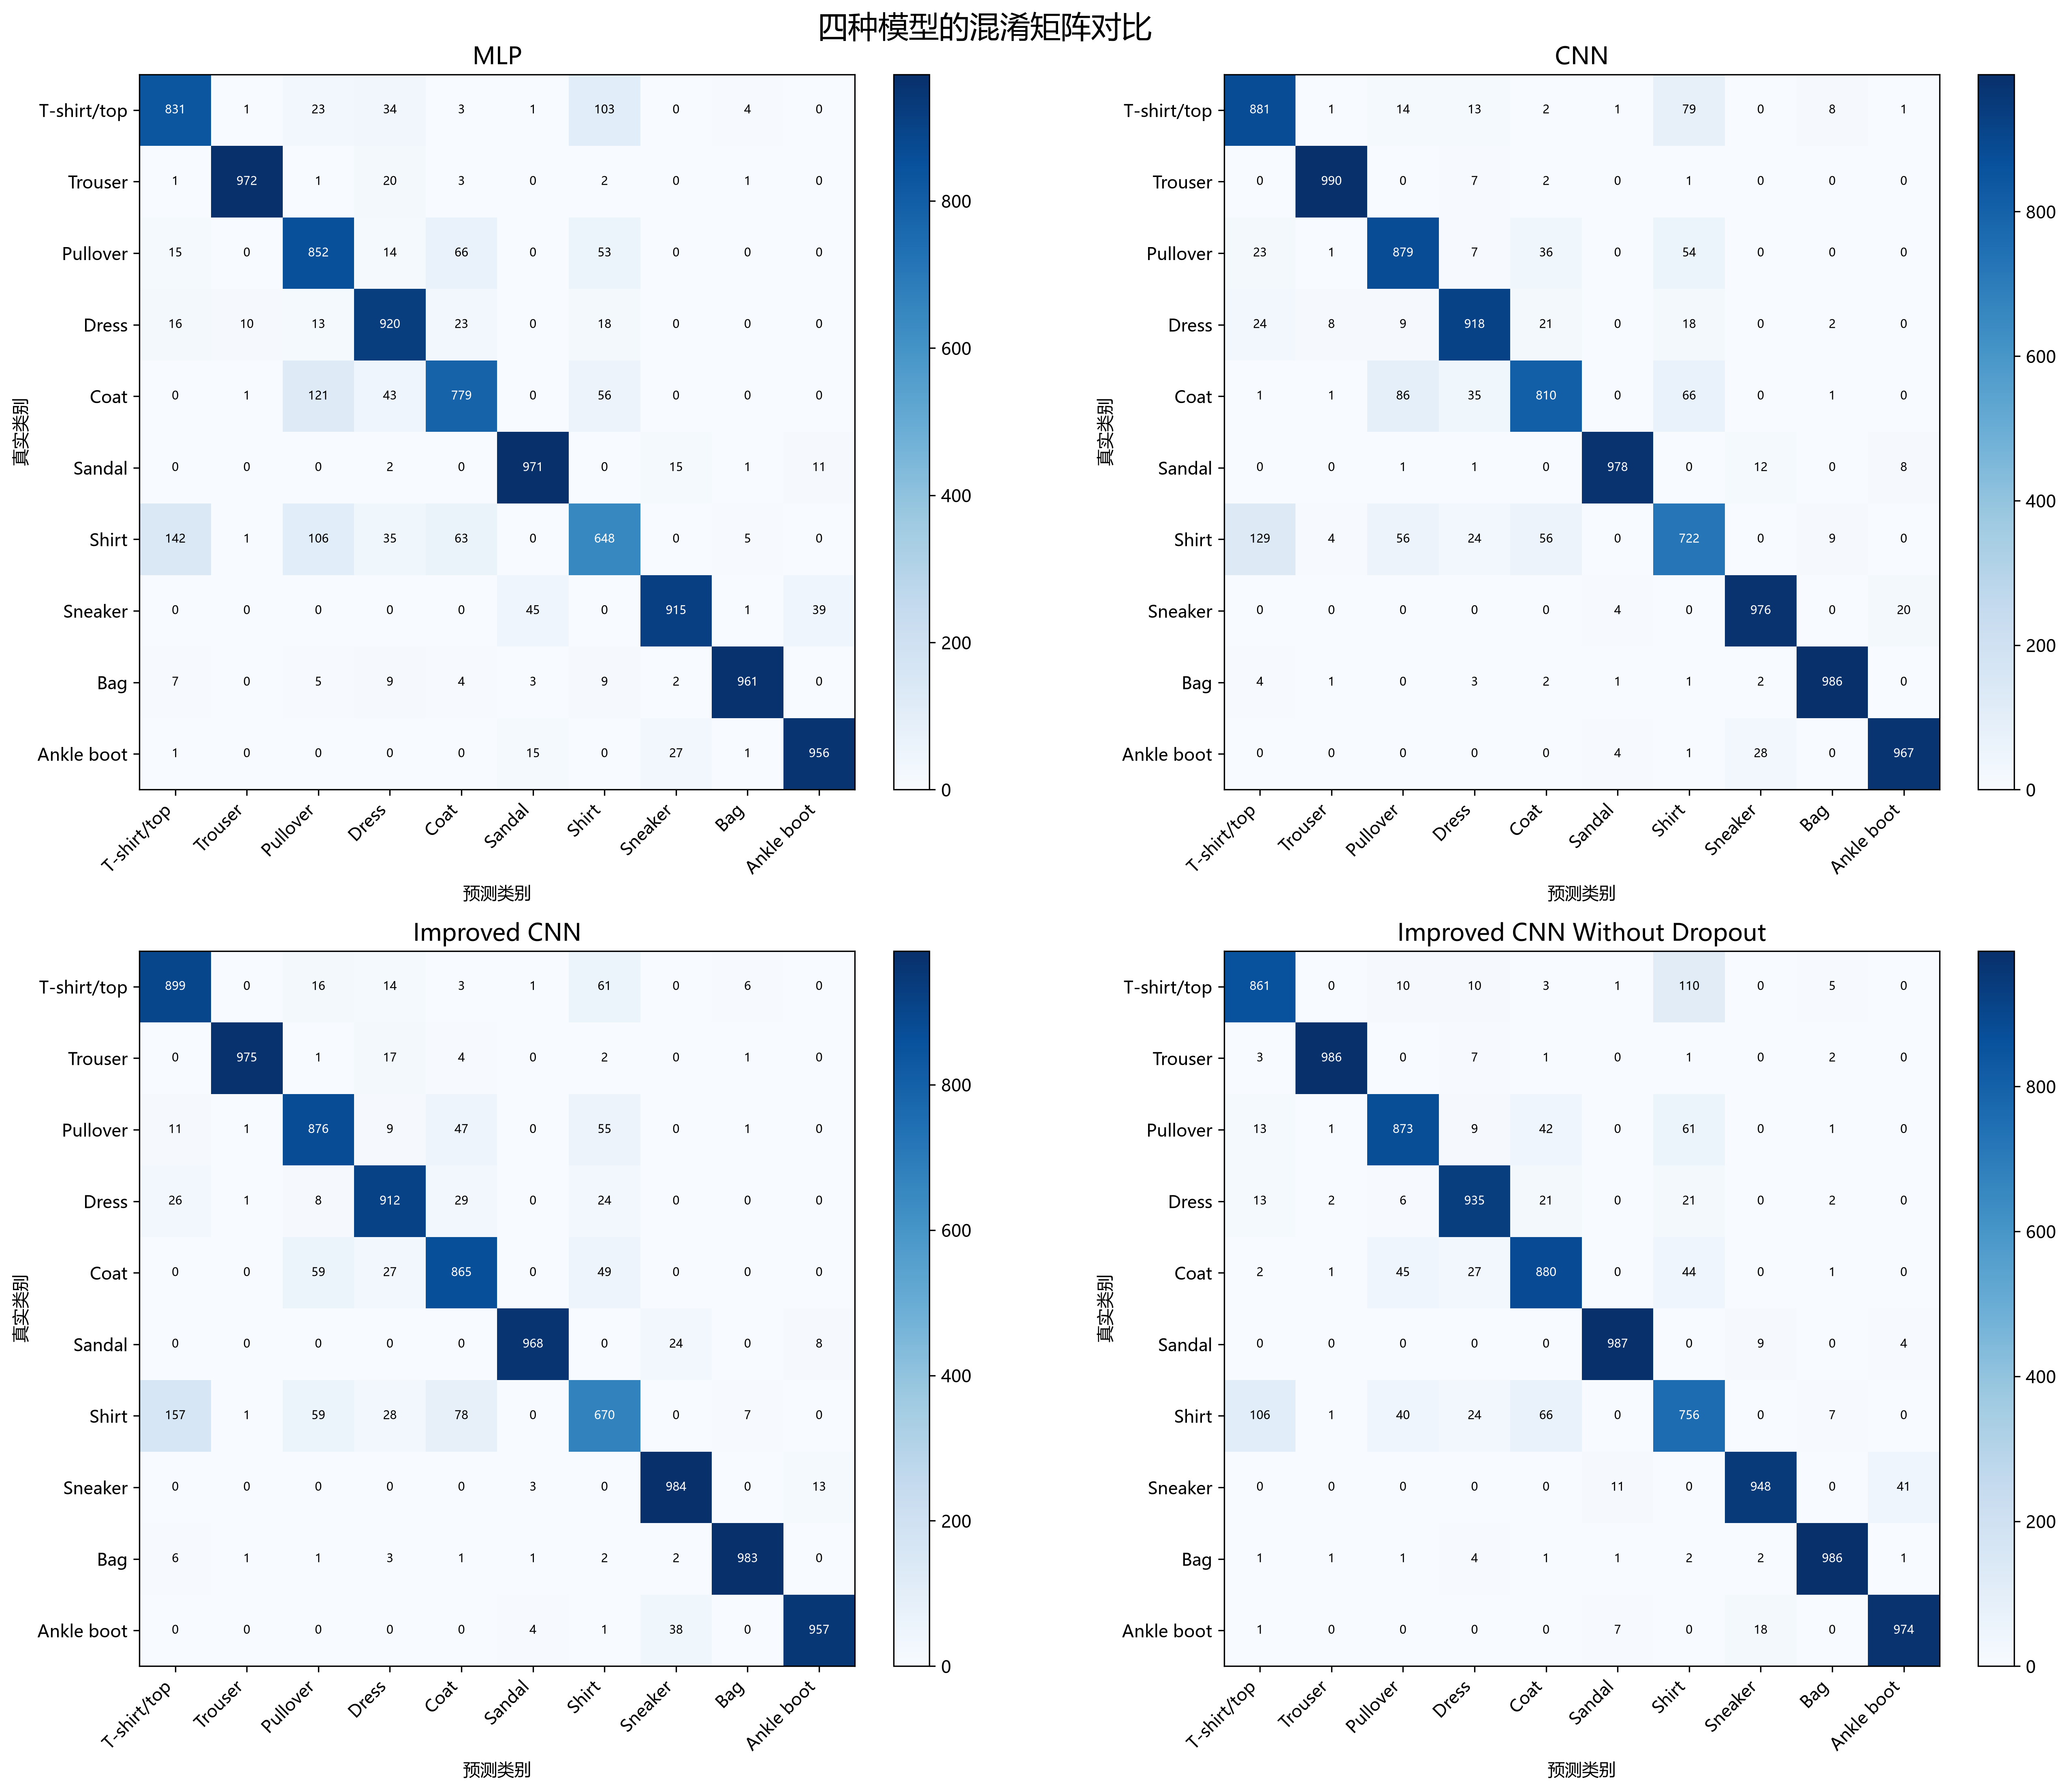 四种模型的混淆矩阵对比
MLP
T-shirt/top 831 1 23 34 3 1 103 0 4 0
Trouser 1 972 1 20 3 0 2 0 1 0
Pullover 15 0 852 14 66 0 53 0 0 0
Dress 16 10 13 920 23 0 18 0 0 0
Coat 0 1 121 43 779 0 56 0 0 0
Sandal 0 0 0 2 0 971 0 15 1 11
Shirt 142 1 106 35 63 0 648 0 5 0
Sneaker 0 0 0 0 0 45 0 915 1 39
Bag 7 0 5 9 4 3 9 2 961 0
Ankle boot 1 0 0 0 0 15 0 27 1 956
T-shirt/top Trouser Pullover Dress Coat Sandal Shirt Sneaker Bag Ankle boot
真实类别
预测类别
800
600
400
200
0
CNN
T-shirt/top 881 1 14 13 2 1 79 0 8 1
Trouser 0 990 0 7 2 0 1 0 0 0
Pullover 23 1 879 7 36 0 54 0 0 0
Dress 24 8 9 918 21 0 18 0 2 0
Coat 1 1 86 35 810 0 66 0 1 0
Sandal 0 0 1 1 0 978 0 12 0 8
Shirt 129 4 56 24 56 0 722 0 9 0
Sneaker 0 0 0 0 0 4 0 976 0 20
Bag 4 1 0 3 2 1 1 2 986 0
Ankle boot 0 0 0 0 0 4 1 28 0 967
T-shirt/top Trouser Pullover Dress Coat Sandal Shirt Sneaker Bag Ankle boot
真实类别
预测类别
800
600
400
200
0
Improved CNN
T-shirt/top 899 0 16 14 3 1 61 0 6 0
Trouser 0 975 1 17 4 0 2 0 1 0
Pullover 11 1 876 9 47 0 55 0 1 0
Dress 26 1 8 912 29 0 24 0 0 0
Coat 0 0 59 27 865 0 49 0 0 0
Sandal 0 0 0 0 0 968 0 24 0 8
Shirt 157 1 59 28 78 0 670 0 7 0
Sneaker 0 0 0 0 0 3 0 984 0 13
Bag 6 1 1 3 1 1 2 2 983 0
Ankle boot 0 0 0 0 0 4 1 38 0 957
T-shirt/top Trouser Pullover Dress Coat Sandal Shirt Sneaker Bag Ankle boot
真实类别
预测类别
800
600
400
200
0
Improved CNN Without Dropout
T-shirt/top 861 0 10 10 3 1 110 0 5 0
Trouser 3 986 0 7 1 0 1 0 2 0
Pullover 13 1 873 9 42 0 61 0 1 0
Dress 13 2 6 935 21 0 21 0 2 0
Coat 2 1 45 27 880 0 44 0 1 0
Sandal 0 0 0 0 0 987 0 9 0 4
Shirt 106 1 40 24 66 0 756 0 7 0
Sneaker 0 0 0 0 0 11 0 948 0 41
Bag 1 1 1 4 1 1 2 2 986 1
Ankle boot 1 0 0 0 0 7 0 18 0 974
T-shirt/top Trouser Pullover Dress Coat Sandal Shirt Sneaker Bag Ankle boot
真实类别
预测类别
800
600
400
200
0